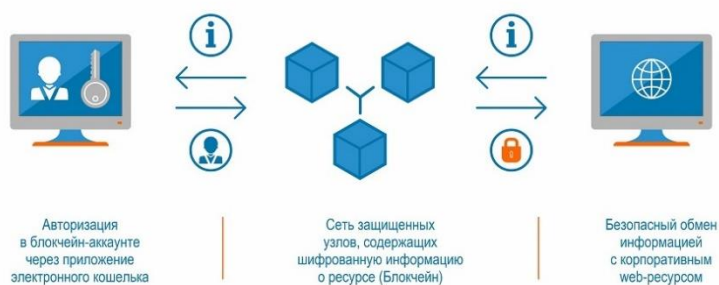 Авторизация
в блокчейн-аккаунте
через приложение
электронного кошелька
Сеть защищенных
узлов, содержащих
шифрованную информацию
о ресурсе (Блокчейн)
Безопасный обмен
информацией
с корпоративным
web-ресурсом